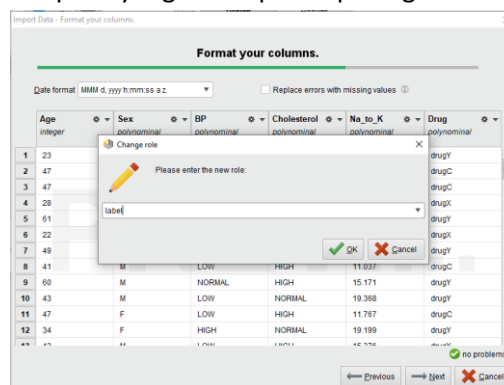 Import Data - Format your columns.
Format your columns.
Date format MMM d, yyyy h:mm:ss a z Replace errors with missing values
Age Sex BP Cholesterol Na_to_K Drug
integer polynominal polynominal polynominal polynominal polynominal
Change role
Please enter the new role:
label
OK Cancel
1 23 drugY
2 47 drugC
3 47 drugC
4 28 drugX
5 61 drugY
6 22 drugX
7 49 drugY
8 41 M LOW HIGH 11.037 drugC
9 60 M NORMAL HIGH 15.171 drugY
10 43 M LOW NORMAL 19.368 drugY
11 47 F LOW HIGH 11.767 drugC
12 34 F HIGH NORMAL 19.199 drugY
no problems
Previous Next Cancel